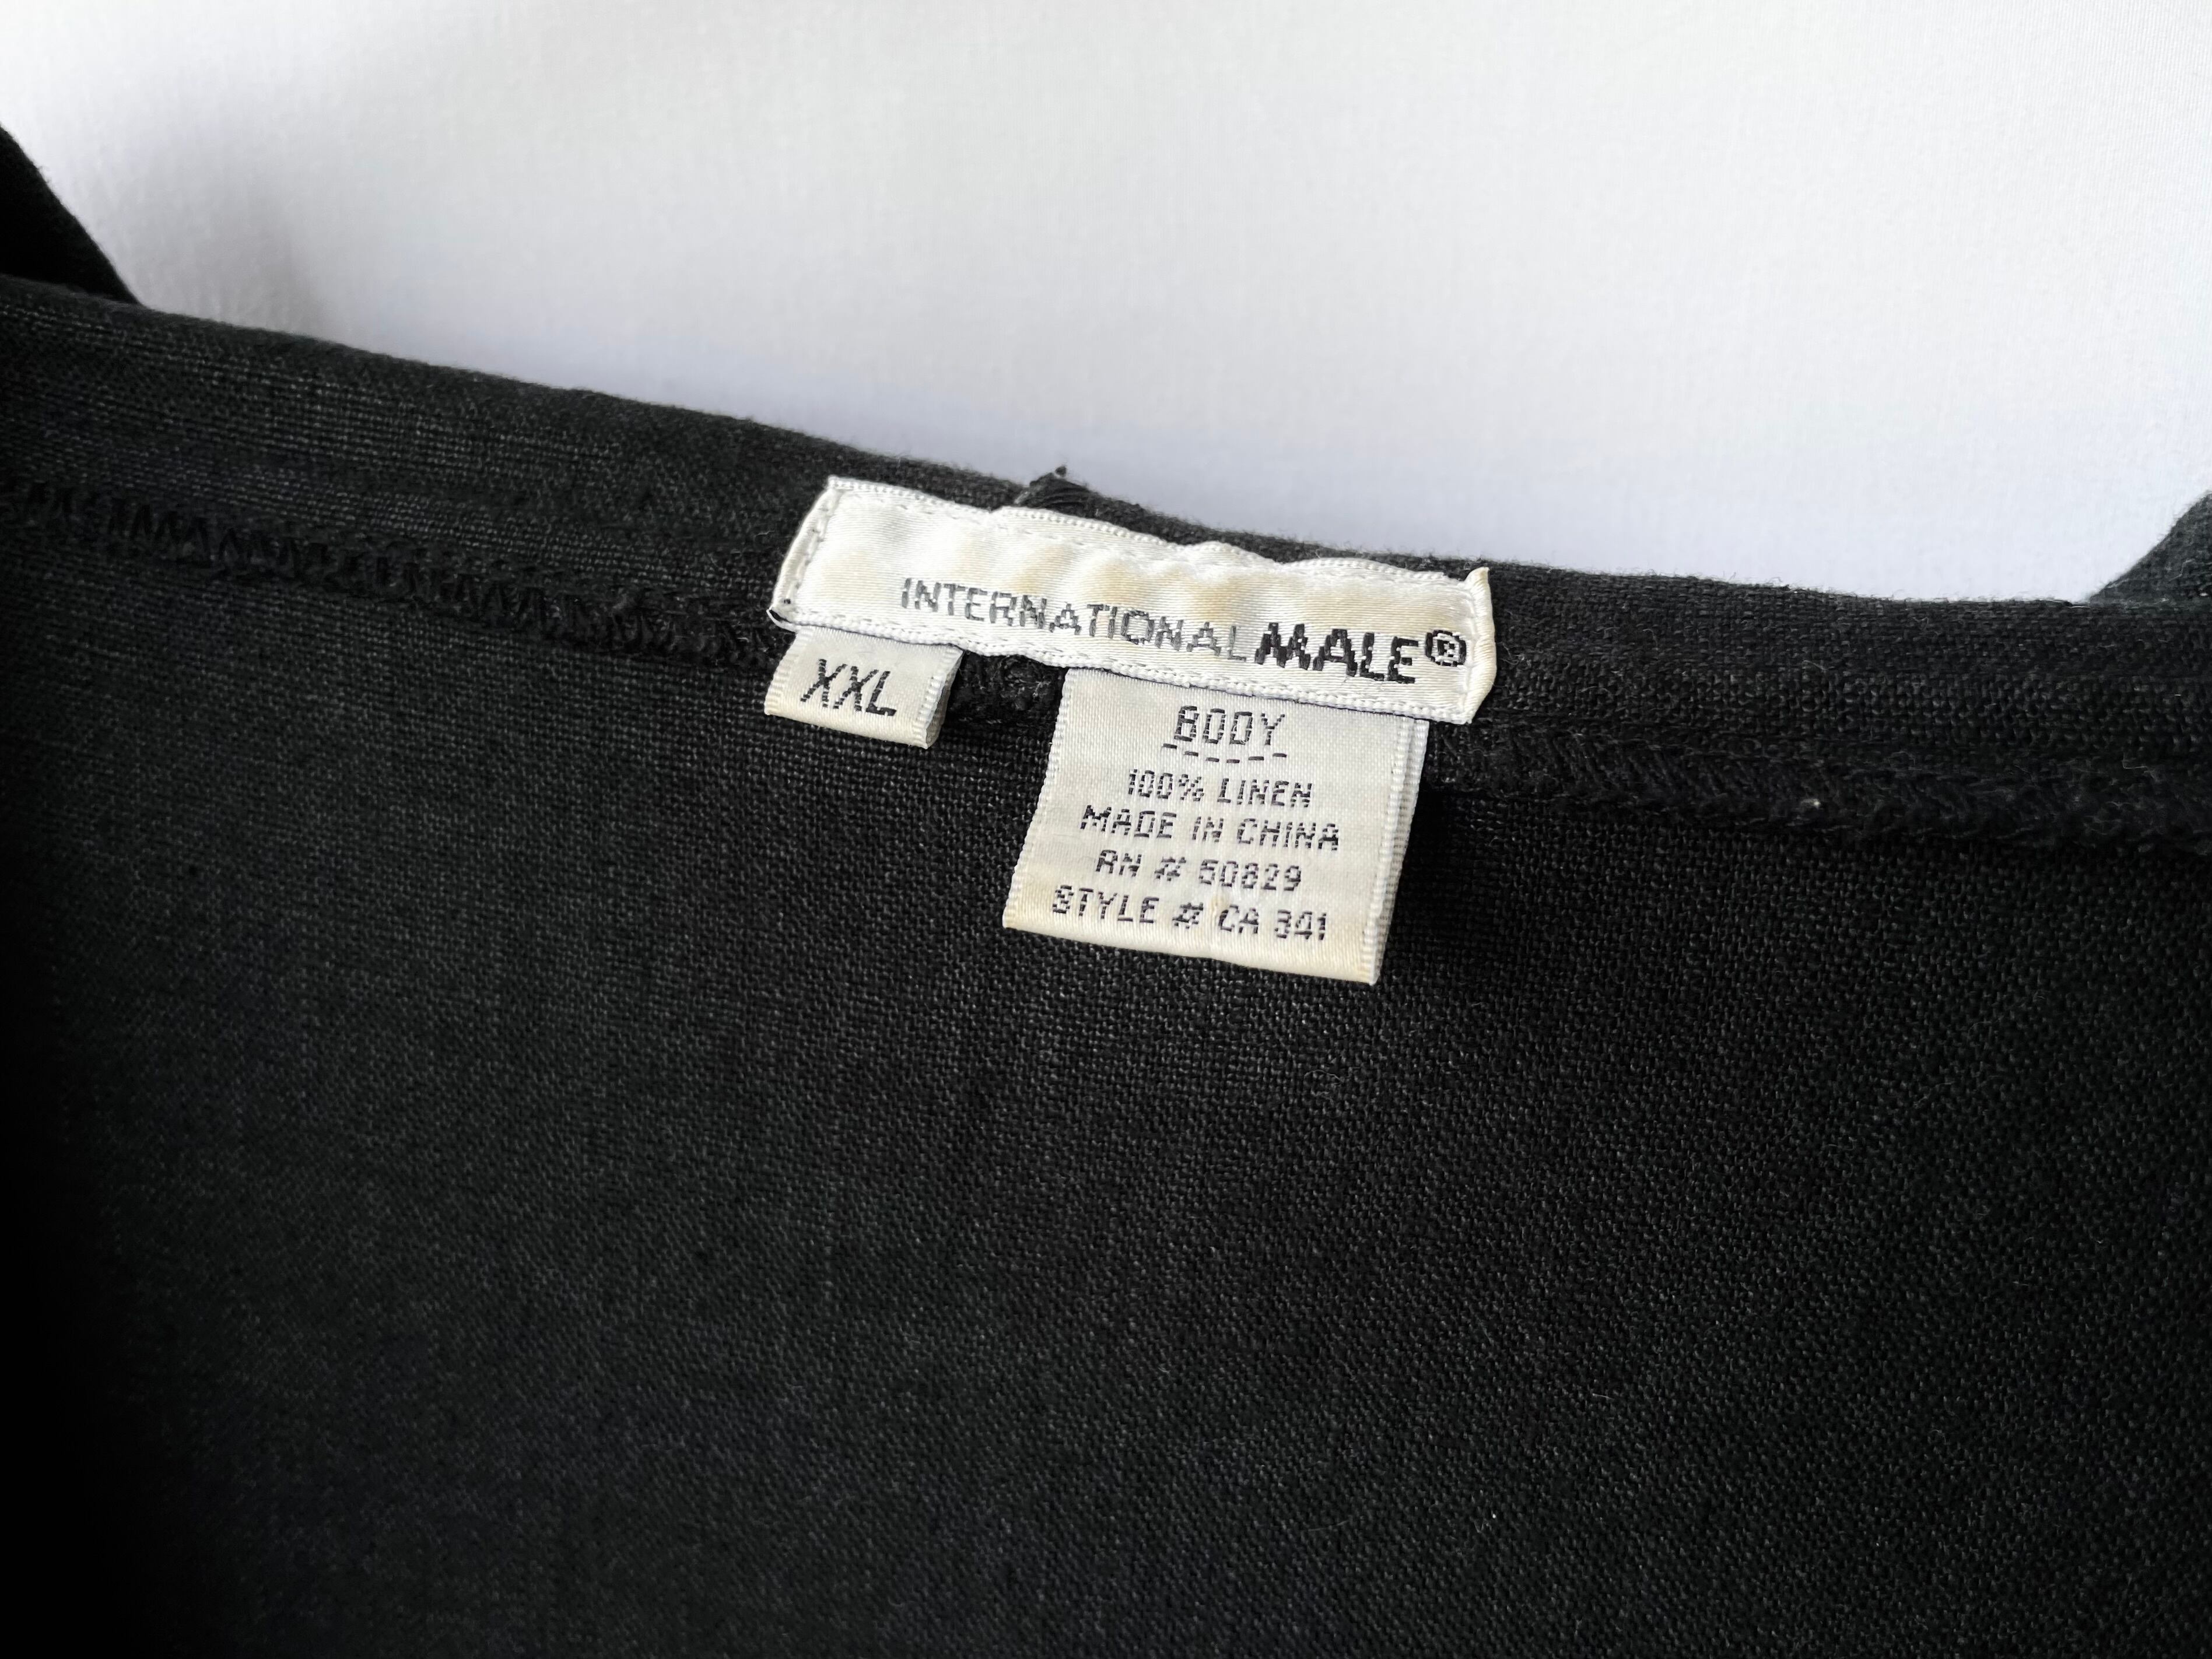 INTERNATIONALMALE®
XXL
BODY
100% LINEN
MADE IN CHINA
RN # 50829
STYLE # CA 341